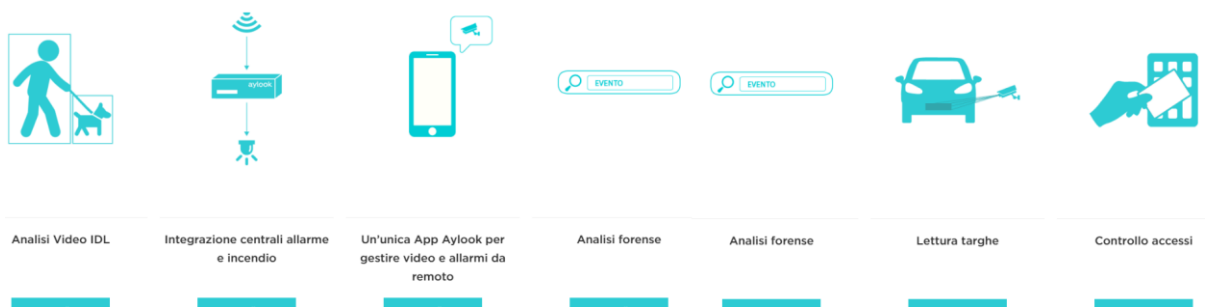 aylook
EVENTO
EVENTO
Analisi Video IDL
Integrazione centrali allarme
e incendio
Un'unica App Aylook per
gestire video e allarmi da
remoto
Analisi forense
Analisi forense
Lettura targhe
Controllo accessi